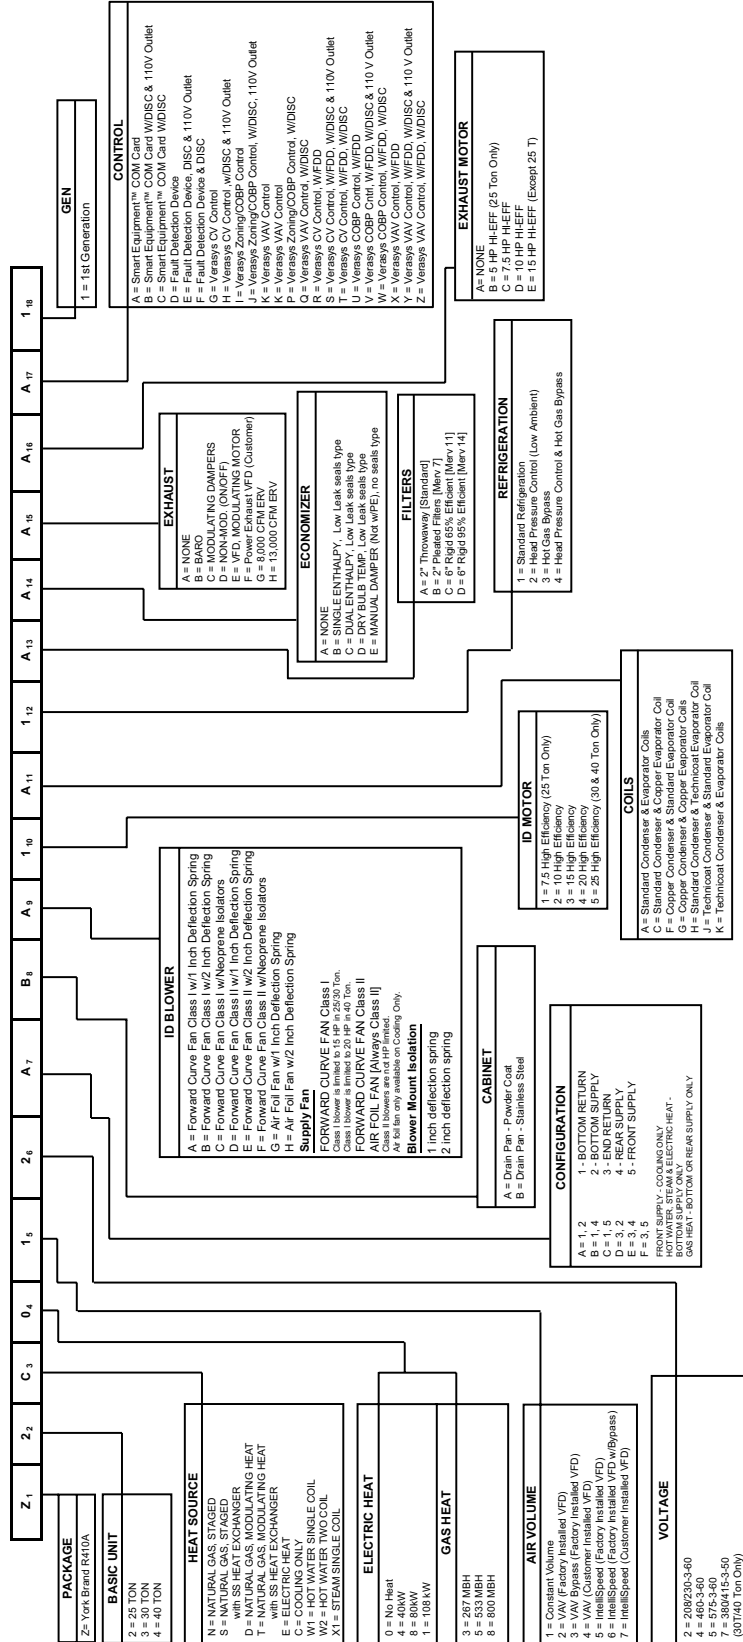 Z 1
2 2
C 3
0 4
1 5
2 6
A 7
B 8
A 9
1 10
A 11
1 12
A 13
A 14
A 15
A 16
A 17
1 18
PACKAGE
Z= York Brand R410A
BASIC UNIT
2 = 25 TON
3 = 30 TON
4 = 40 TON
HEAT SOURCE
N = NATURAL GAS, STAGED
S = NATURAL GAS, STAGED
with SS HEAT EXCHANGER
D = NATURAL GAS, MODULATING HEAT
T = NATURAL GAS, MODULATING HEAT
with SS HEAT EXCHANGER
E = ELECTRIC HEAT
C = COOLING ONLY
W1 = HOT WATER SINGLE COIL
W2 = HOT WATER TWO COIL
X1 = STEAM SINGLE COIL
ELECTRIC HEAT
0 = No Heat
4 = 40kW
8 = 80kW
1 = 108kW
GAS HEAT
3 = 267 MBH
5 = 533 MBH
8 = 800 MBH
AIR VOLUME
1 = Constant Volume
2 = VAV (Factory Installed VFD)
3 = VAV Bypass (Factory Installed VFD)
4 = VAV (Customer Installed VFD)
5 = IntelliSpeed (Factory Installed VFD)
6 = IntelliSpeed (Factory Installed VFD w/Bypass)
7 = IntelliSpeed (Customer Installed VFD)
VOLTAGE
2 = 208/230-3-60
4 = 460-3-60
5 = 575-3-60
7 = 380/415-3-50
(30T/40 Ton Only)
CONFIGURATION
A = 1, 2 1 - BOTTOM RETURN
B = 1, 4 2 - BOTTOM SUPPLY
C = 1, 5 3 - END RETURN
D = 3, 2 4 - REAR SUPPLY
E = 3, 4 5 - FRONT SUPPLY
F = 3, 5
FRONT SUPPLY - COOLING ONLY
HOT WATER, STEAM & ELECTRIC HEAT -
BOTTOM SUPPLY ONLY
GAS HEAT - BOTTOM OR REAR SUPPLY ONLY
CABINET
A = Drain Pan - Powder Coat
B = Drain Pan - Stainless Steel
ID BLOWER
A = Forward Curve Fan Class I w/1 Inch Deflection Spring
B = Forward Curve Fan Class I w/2 Inch Deflection Spring
C = Forward Curve Fan Class I w/Neoprene Isolators
D = Forward Curve Fan Class II w/1 Inch Deflection Spring
E = Forward Curve Fan Class II w/2 Inch Deflection Spring
F = Forward Curve Fan Class II w/Neoprene Isolators
G = Air Foil Fan w/1 Inch Deflection Spring
H = Air Foil Fan w/2 Inch Deflection Spring
Supply Fan
FORWARD CURVE FAN Class I
Class I blower is limited to 15 HP in 25/30 Ton.
Class I blower is limited to 20 HP in 40 Ton.
FORWARD CURVE FAN Class II
AIR FOIL FAN [Always Class II]
Class II blowers are not HP limited.
Air foil fan only available on Cooling Only.
Blower Mount Isolation
1 inch deflection spring
2 inch deflection spring
ID MOTOR
1 = 7.5 High Efficiency (25 Ton Only)
2 = 10 High Efficiency
3 = 15 High Efficiency
4 = 20 High Efficiency
5 = 25 High Efficiency (30 & 40 Ton Only)
COILS
A = Standard Condenser & Evaporator Coils
C = Standard Condenser & Copper Evaporator Coil
F = Copper Condenser & Standard Evaporator Coil
G = Copper Condenser & Copper Evaporator Coils
H = Standard Condenser & Technicoat Evaporator Coil
J = Technicoat Condenser & Standard Evaporator Coil
K = Technicoat Condenser & Evaporator Coils
REFRIGERATION
1 = Standard Refrigeration
2 = Head Pressure Control (Low Ambient)
3 = Hot Gas Bypass
4 = Head Pressure Control & Hot Gas Bypass
FILTERS
A = 2" Throwaway [Standard]
B = 2" Pleated Filters [Merv 7]
C = 6" Rigid 65% Efficient [Merv 11]
D = 6" Rigid 95% Efficient [Merv 14]
ECONOMIZER
A = NONE
B = SINGLE ENTHALPY, Low Leak seals type
C = DUAL ENTHALPY, Low Leak seals type
D = DRY BULB TEMP, Low Leak seals type
E = MANUAL DAMPER (Not w/PE), no seals type
EXHAUST
A = NONE
B = BARO
C = MODULATING DAMPERS
D = NON-MOD. (ON/OFF)
E = VFD, MODULATING MOTOR
F = Power Exhaust VFD (Customer)
G = 8,000 CFM ERV
H = 13,000 CFM ERV
EXHAUST MOTOR
A= NONE
B = 5 HP HI-EFF (25 Ton Only)
C = 7.5 HP HI-EFF
D = 10 HP HI-EFF
E = 15 HP HI-EFF (Except 25 T)
CONTROL
A = Smart Equipment™ COM Card
B = Smart Equipment™ COM Card W/DISC & 110V Outlet
C = Smart Equipment™ COM Card W/DISC
D = Fault Detection Device
E = Fault Detection Device, DISC & 110V Outlet
F = Fault Detection Device & DISC
G = Verasys CV Control
H = Verasys CV Control ,w/DISC & 110V Outlet
I = Verasys Zoning/COBP Control
J = Verasys Zoning/COBP Control, W/DISC, 110V Outlet
K = Verasys VAV Control
K = Verasys VAV Control
P = Verasys Zoning/COBP Control, W/DISC
Q = Verasys VAV Control, W/DISC
R = Verasys CV Control, W/FDD
S = Verasys CV Control, W/FDD, W/DISC & 110V Outlet
T = Verasys CV Control, W/FDD, W/DISC
U = Verasys COBP Control, W/FDD
V = Verasys COBP Cntrl, W/FDD, W/DISC & 110 V Outlet
W = Verasys COBP Control, W/FDD, W/DISC
X = Verasys VAV Control, W/FDD
Y = Verasys VAV Control, W/FDD, W/DISC & 110 V Outlet
Z = Verasys VAV Control, W/FDD, W/DISC
GEN
1 = 1st Generation